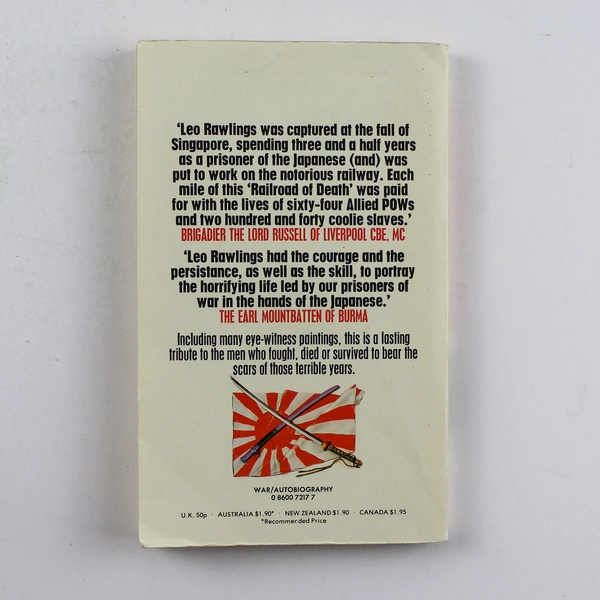 ‘Leo Rawlings was captured at the fall of
Singapore, spending three and a half years
as a prisoner of the Japanese (and) was
put to work on the notorious railway. Each
mile of this ‘Railroad of Death’ was paid
for with the lives of sixty-four Allied POWs
and two hundred and forty coolie slaves.’
BRIGADIER THE LORD RUSSELL OF LIVERPOOL CBE, MC
‘Leo Rawlings had the courage and the
persistance, as well as the skill, to portray
the horrifying life led by our prisoners of
war in the hands of the Japanese.’
THE EARL MOUNTBATTEN OF BURMA
Including many eye-witness paintings, this is a lasting
tribute to the men who fought, died or survived to bear the
scars of those terrible years.
WAR/AUTOBIOGRAPHY
0 8600 7217 7
U.K. 50p · AUSTRALIA $1.90* · NEW ZEALAND $1.90 · CANADA $1.95
*Recommended Price